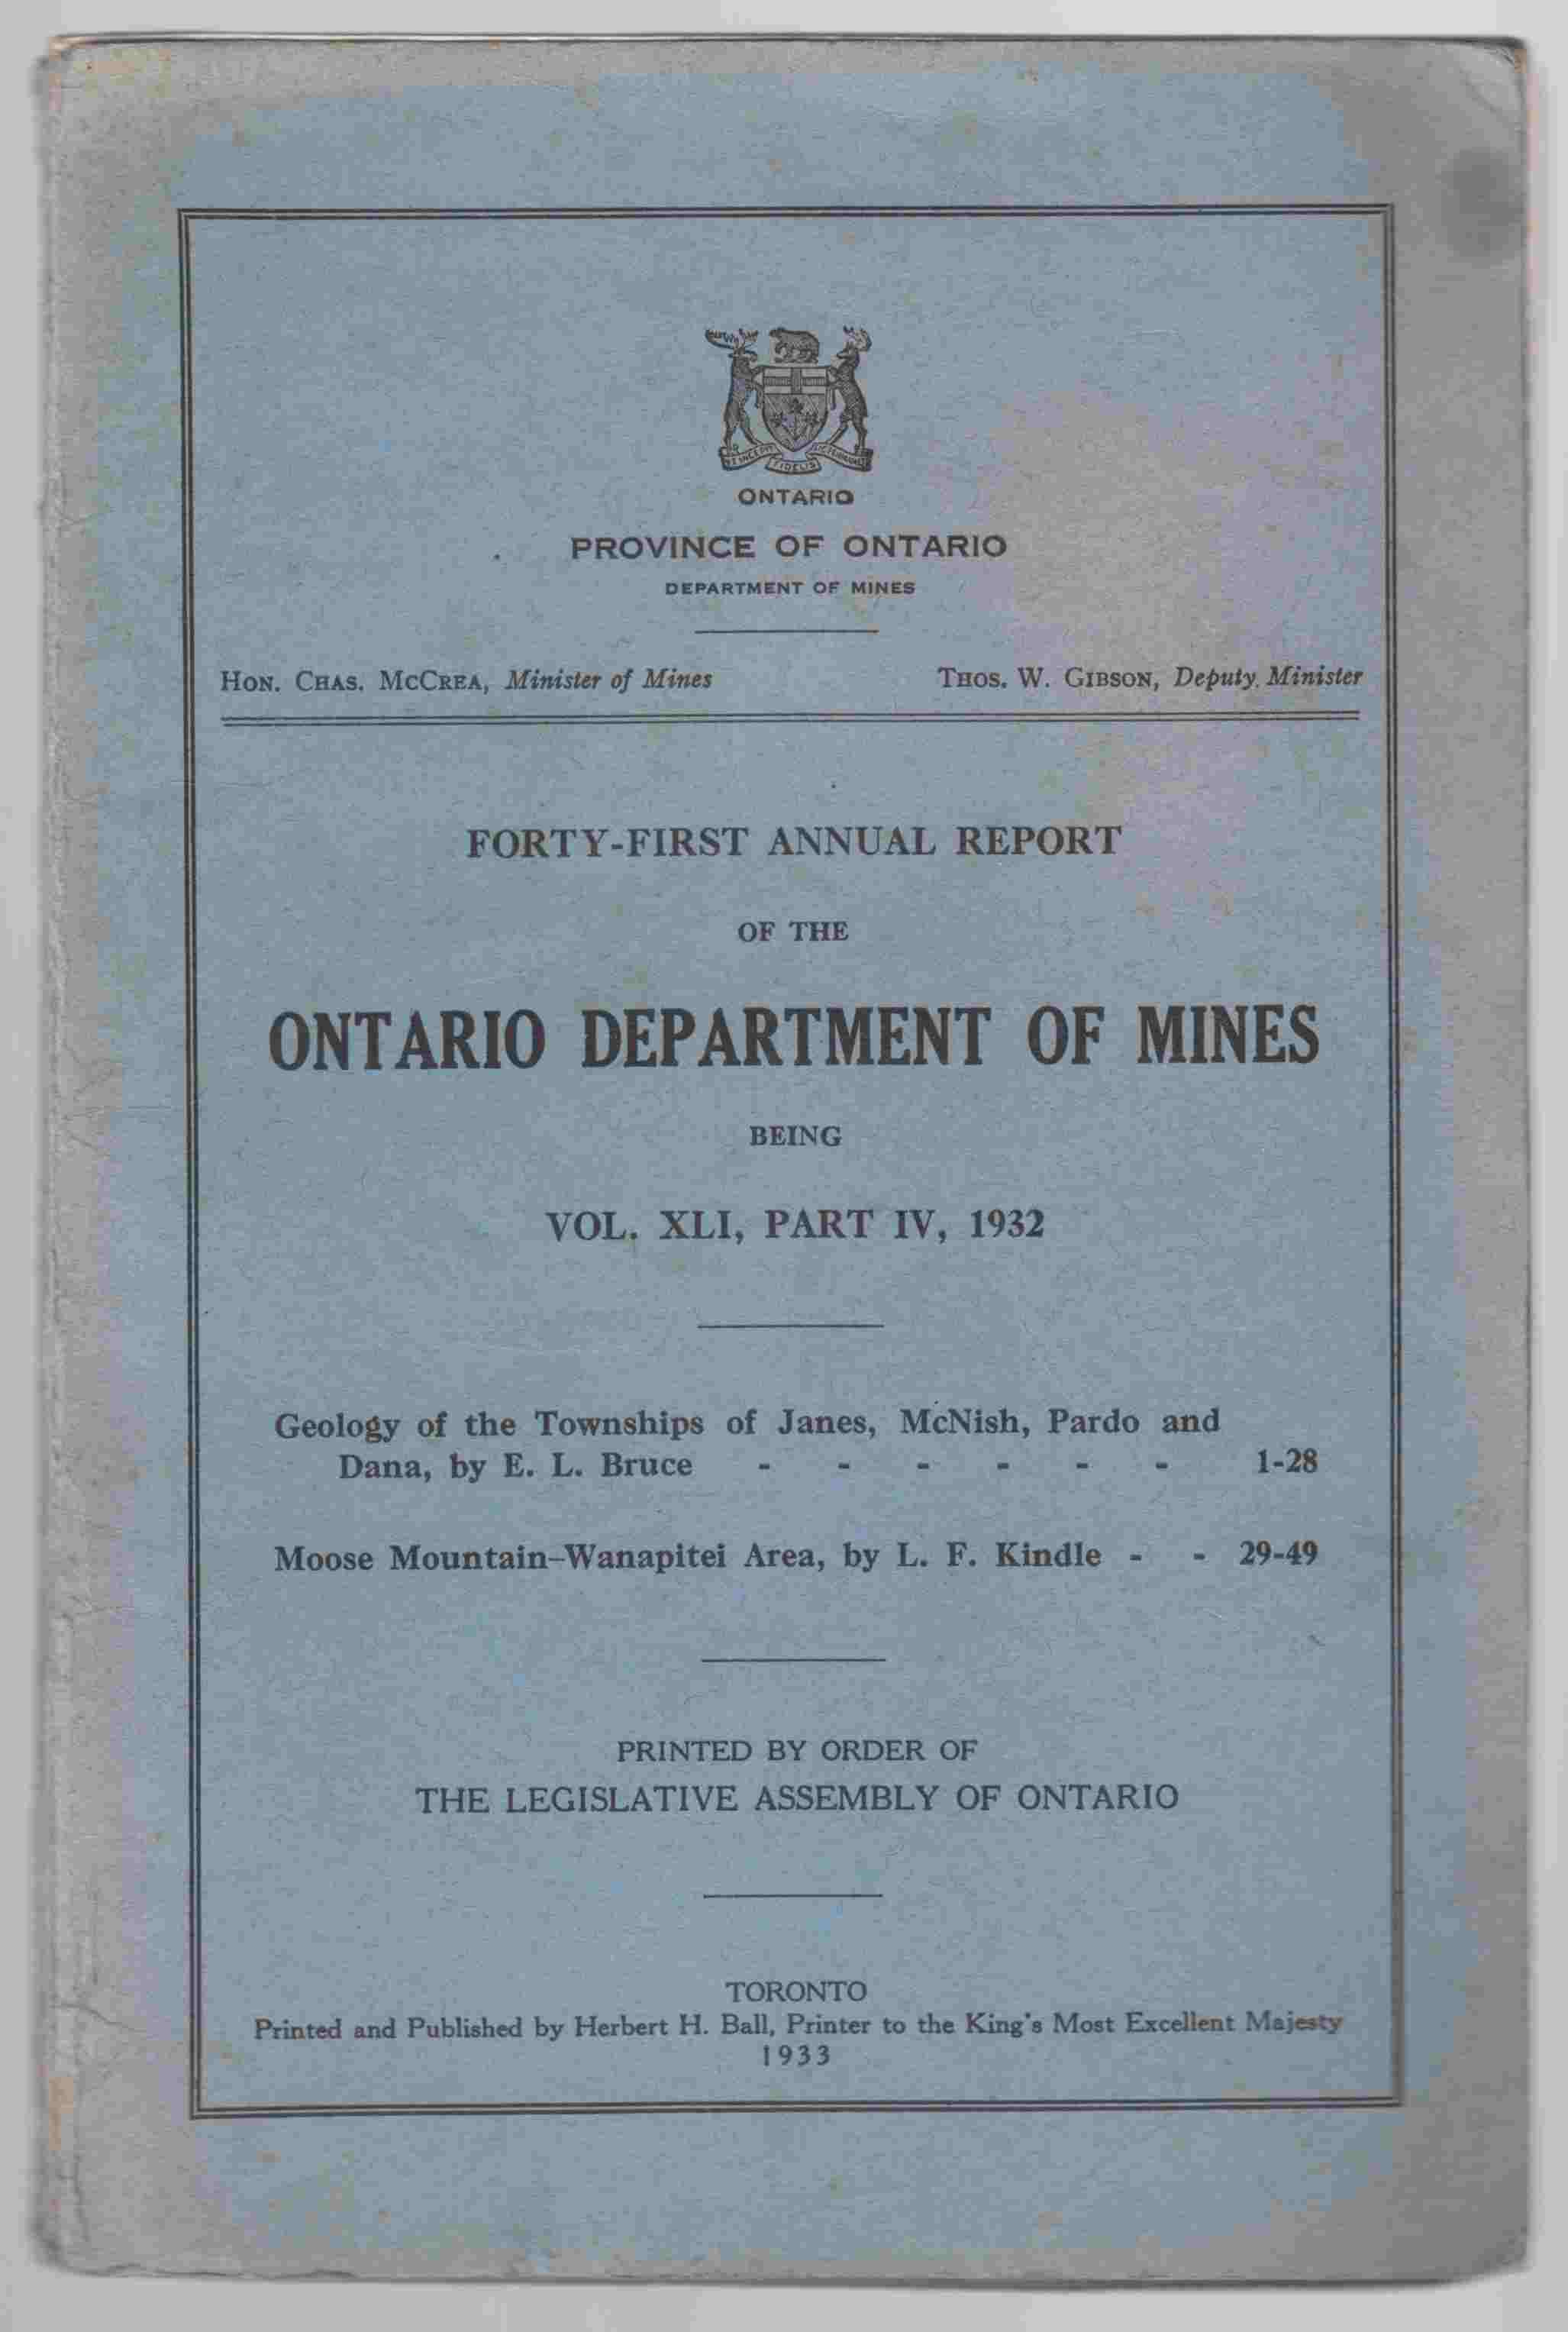 FIDELIS
ONTARIO
PROVINCE OF ONTARIO
DEPARTMENT OF MINES
HON. CHAS. MCCREA, Minister of Mines THOS. W. GIBSON, Deputy Minister
FORTY-FIRST ANNUAL REPORT
OF THE
ONTARIO DEPARTMENT OF MINES
BEING
VOL. XLI, PART IV, 1932
Geology of the Townships of Janes, McNish, Pardo and
Dana, by E. L. Bruce - - - - - - 1-28
Moose Mountain–Wanapitei Area, by L. F. Kindle - - 29-49
PRINTED BY ORDER OF
THE LEGISLATIVE ASSEMBLY OF ONTARIO
TORONTO
Printed and Published by Herbert H. Ball, Printer to the King's Most Excellent Majesty
1933